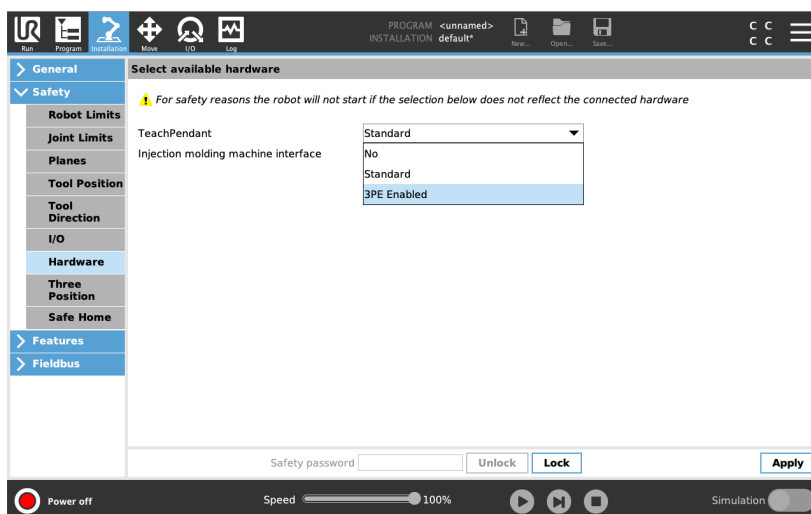 UR
PROGRAM <unnamed>
INSTALLATION default*
C C
C C
Run Program Installation Move I/O Log New... Open... Save...
General
Select available hardware
Safety
For safety reasons the robot will not start if the selection below does not reflect the connected hardware
Robot Limits
Joint Limits
Planes
Tool Position
Tool
Direction
I/O
Hardware
Three
Position
Safe Home
Features
Fieldbus
TeachPendant Standard
Injection molding machine interface
No
Standard
3PE Enabled
Safety password Unlock Lock Apply
Power off Speed 100% Simulation